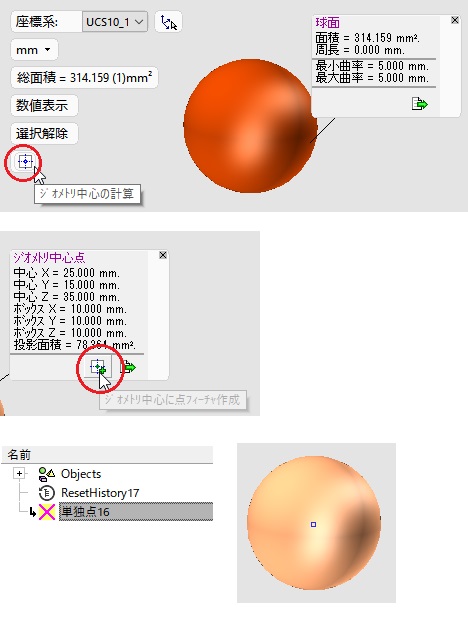 座標系: UCS10_1
mm
総面積 = 314.159 (1)mm²
数値表示
選択解除
ジオメトリ中心の計算
球面
面積 = 314.159 mm².
周長 = 0.000 mm.
最小曲率 = 5.000 mm.
最大曲率 = 5.000 mm.
ジオメトリ中心点
中心 X = 25.000 mm.
中心 Y = 15.000 mm.
中心 Z = 35.000 mm.
ボックス X = 10.000 mm.
ボックス Y = 10.000 mm.
ボックス Z = 10.000 mm.
投影面積 = 78.364 mm².
ジオメトリ中心に点フィーチャ作成
名前
Objects
ResetHistory17
単独点16